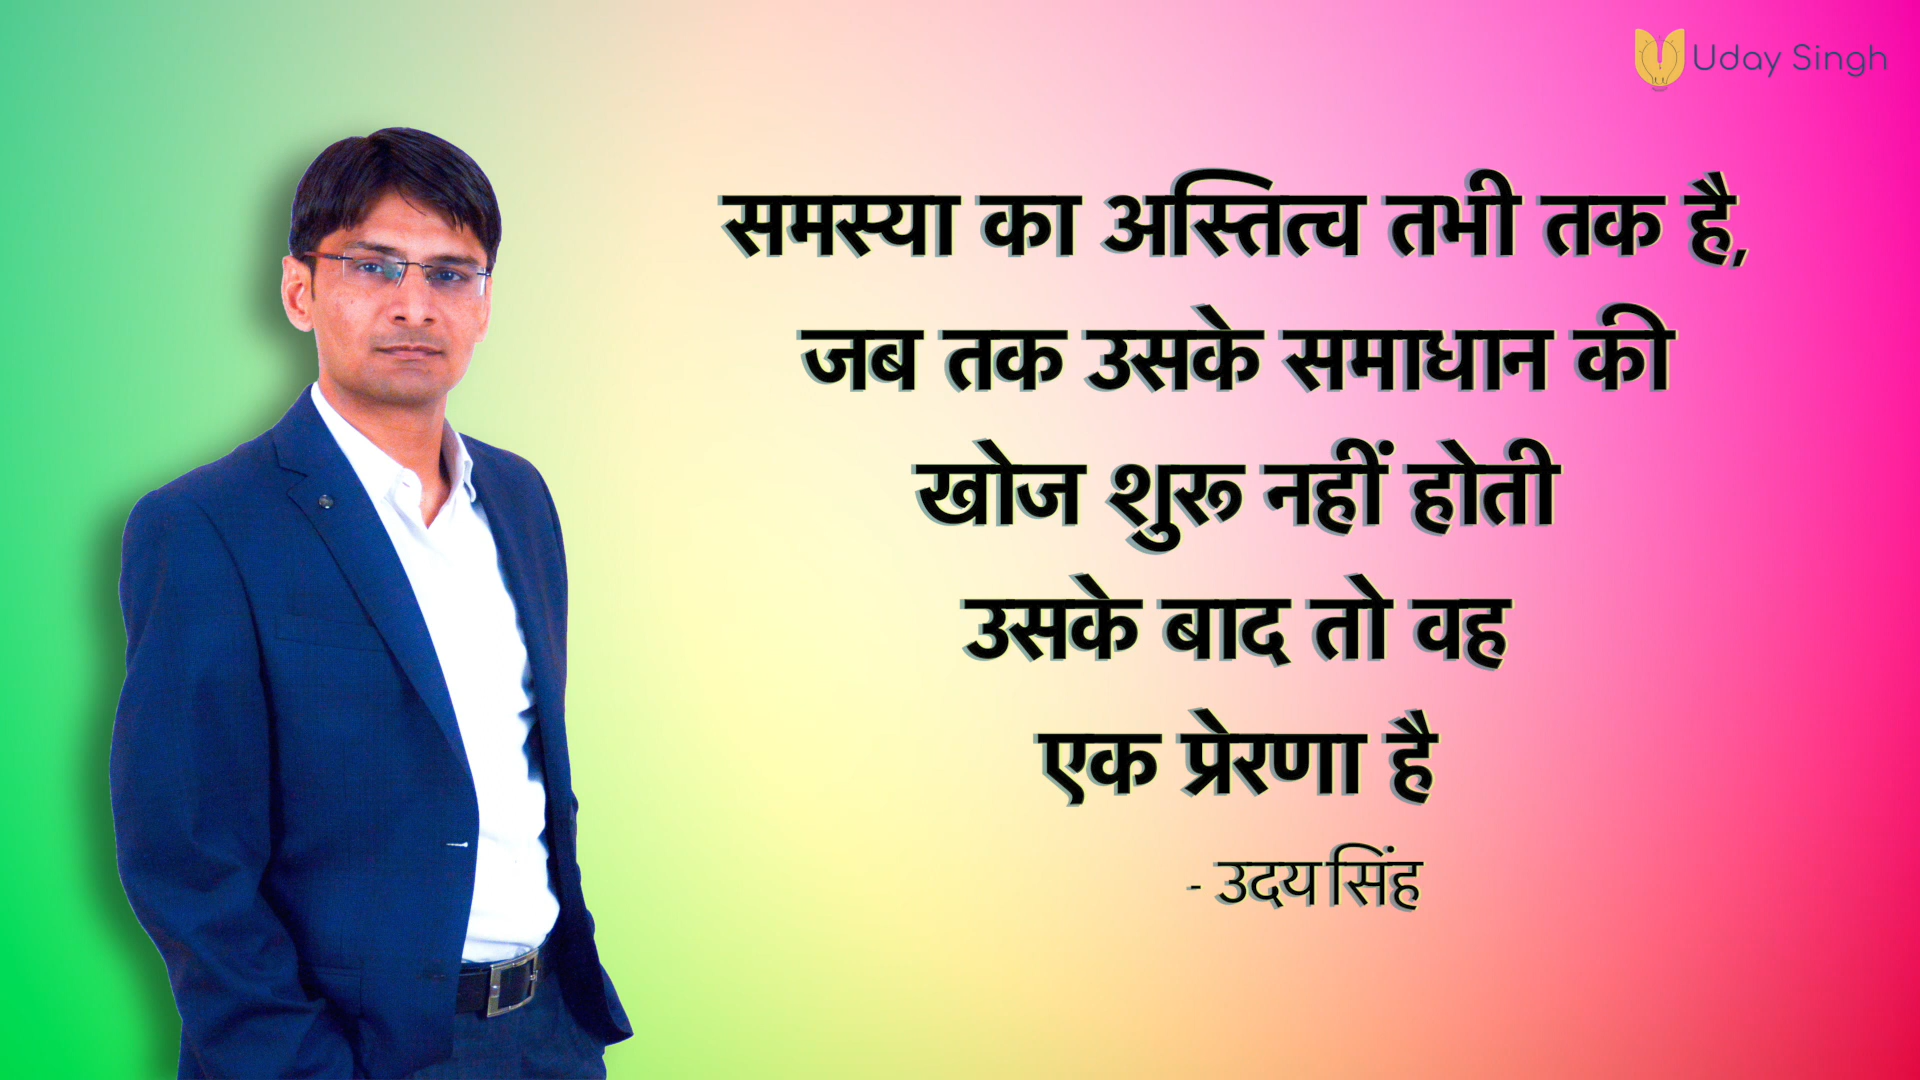 Uday Singh
समस्या का अस्तित्व तभी तक है,
जब तक उसके समाधान की
खोज शुरू नहीं होती
उसके बाद तो वह
एक प्रेरणा है
- उदय सिंह